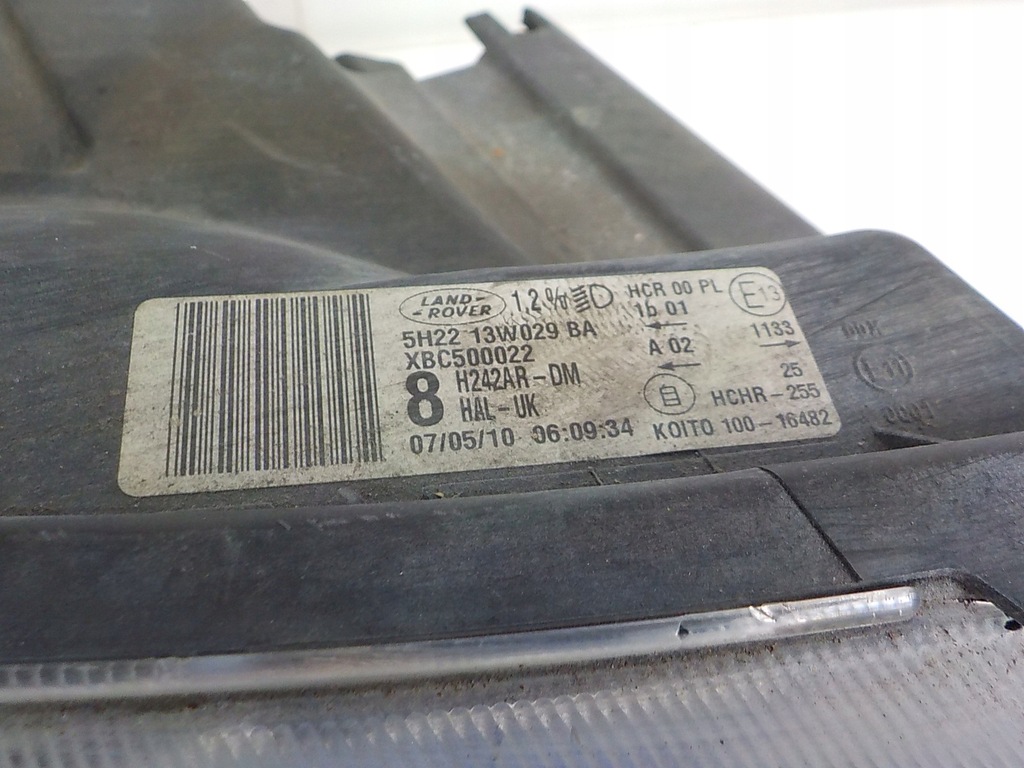 LAND-
-ROVER
1.2%
5H22 13W029 BA
XBC500022
8
H242AR-DM
HAL-UK
07/05/10 06:09:34
HCR 00 PL
1b 01
A 02
E13
1133
25
HCHR-255
KOITO 100-16482